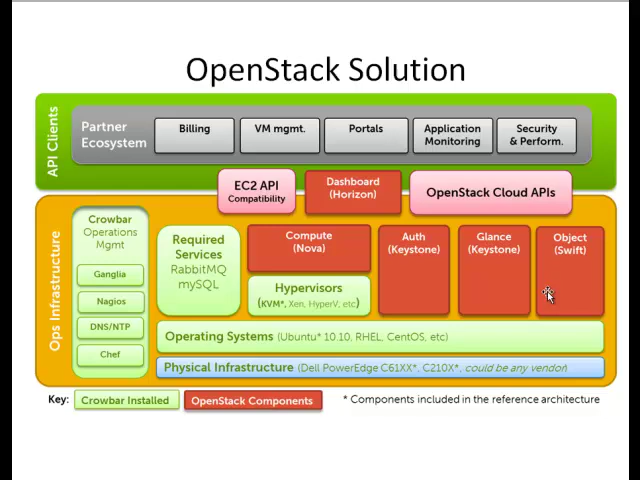 OpenStack Solution
API Clients
Partner
Ecosystem
Billing
VM mgmt.
Portals
Application
Monitoring
Security
& Perform.
EC2 API
Compatibility
Dashboard
(Horizon)
OpenStack Cloud APIs
Ops Infrastructure
Crowbar
Operations
Mgmt
Ganglia
Nagios
DNS/NTP
Chef
Required
Services
RabbitMQ
mySQL
Compute
(Nova)
Hypervisors
(KVM*, Xen, HyperV, etc)
Auth
(Keystone)
Glance
(Keystone)
Object
(Swift)
Operating Systems (Ubuntu* 10.10, RHEL, CentOS, etc)
Physical Infrastructure (Dell PowerEdge C61XX*, C210X*, could be any vendor)
Key:
Crowbar Installed
OpenStack Components
* Components included in the reference architecture